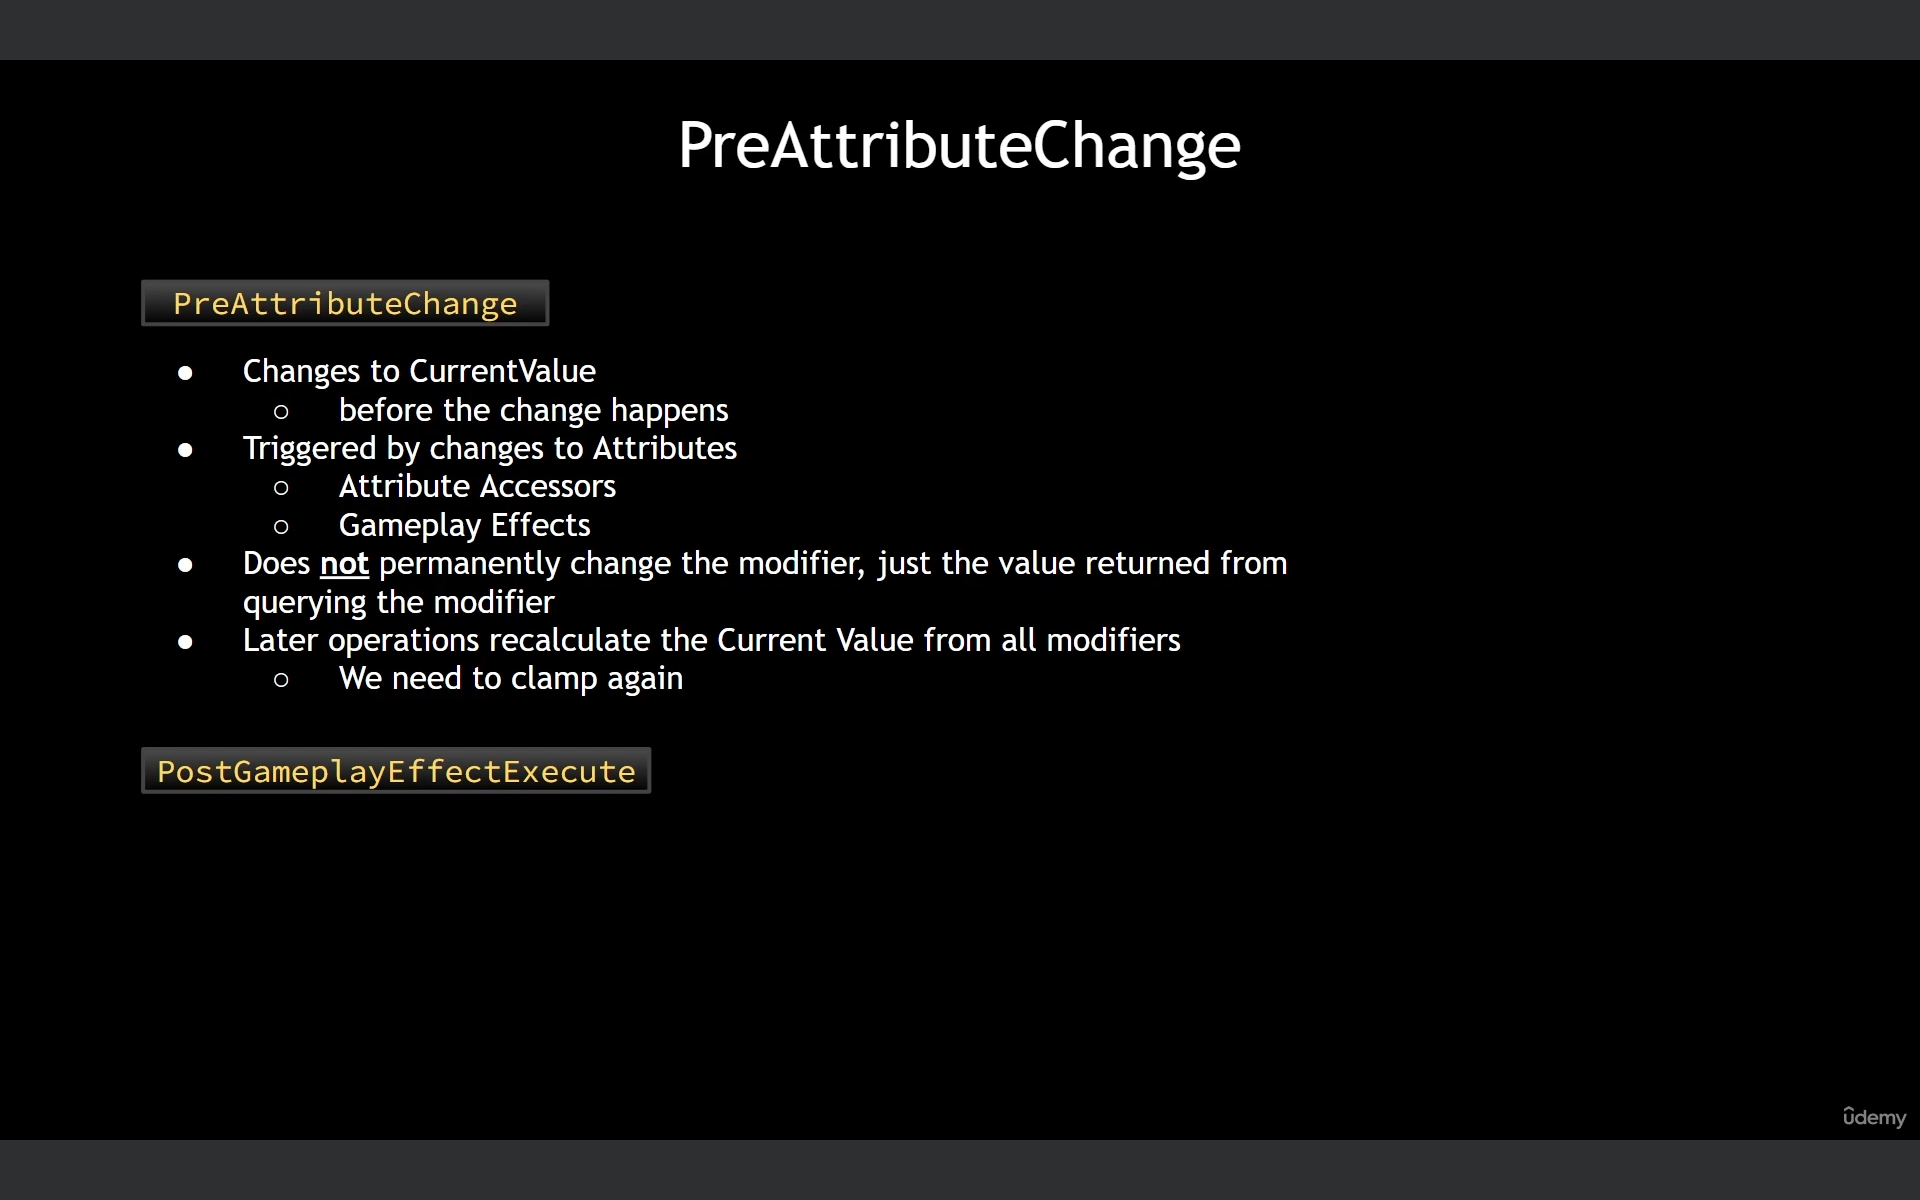 PreAttributeChange
PreAttributeChange
● Changes to CurrentValue
○ before the change happens
● Triggered by changes to Attributes
○ Attribute Accessors
○ Gameplay Effects
● Does not permanently change the modifier, just the value returned from
querying the modifier
● Later operations recalculate the Current Value from all modifiers
○ We need to clamp again
PostGameplayEffectExecute
ûdemy